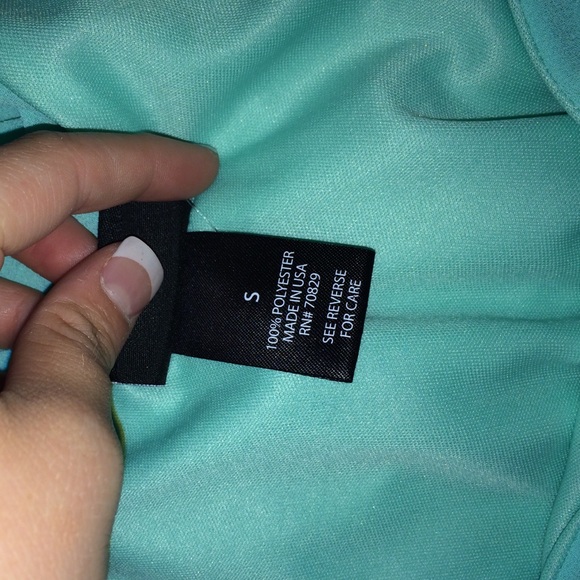 S
100% POLYESTER
MADE IN USA
RN# 70829
SEE REVERSE
FOR CARE